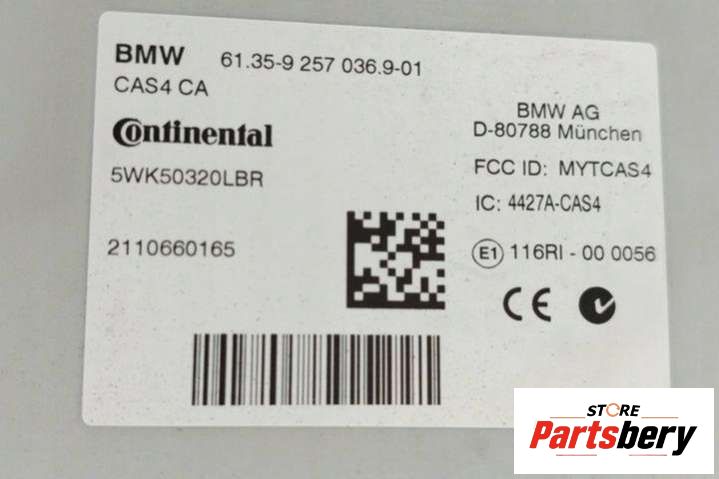 BMW 61.35-9 257 036.9-01
CAS4 CA
Continental
5WK50320LBR
2110660165
BMW AG
D-80788 München
FCC ID: MYTCAS4
IC: 4427A-CAS4
E1 116RI - 00 0056
CE
STORE
Partsbery